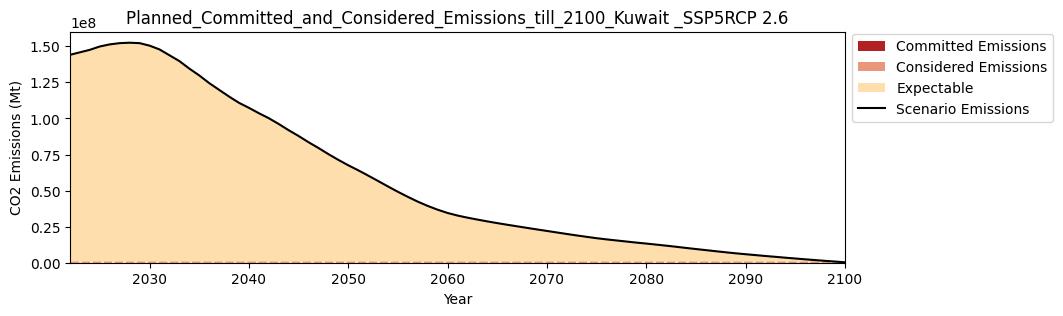 Planned_Committed_and_Considered_Emissions_till_2100_Kuwait _SSP5RCP 2.6
1e8
1.50
1.25
1.00
0.75
0.50
0.25
0.00
CO2 Emissions (Mt)
2030 2040 2050 2060 2070 2080 2090 2100
Year
Committed Emissions
Considered Emissions
Expectable
Scenario Emissions